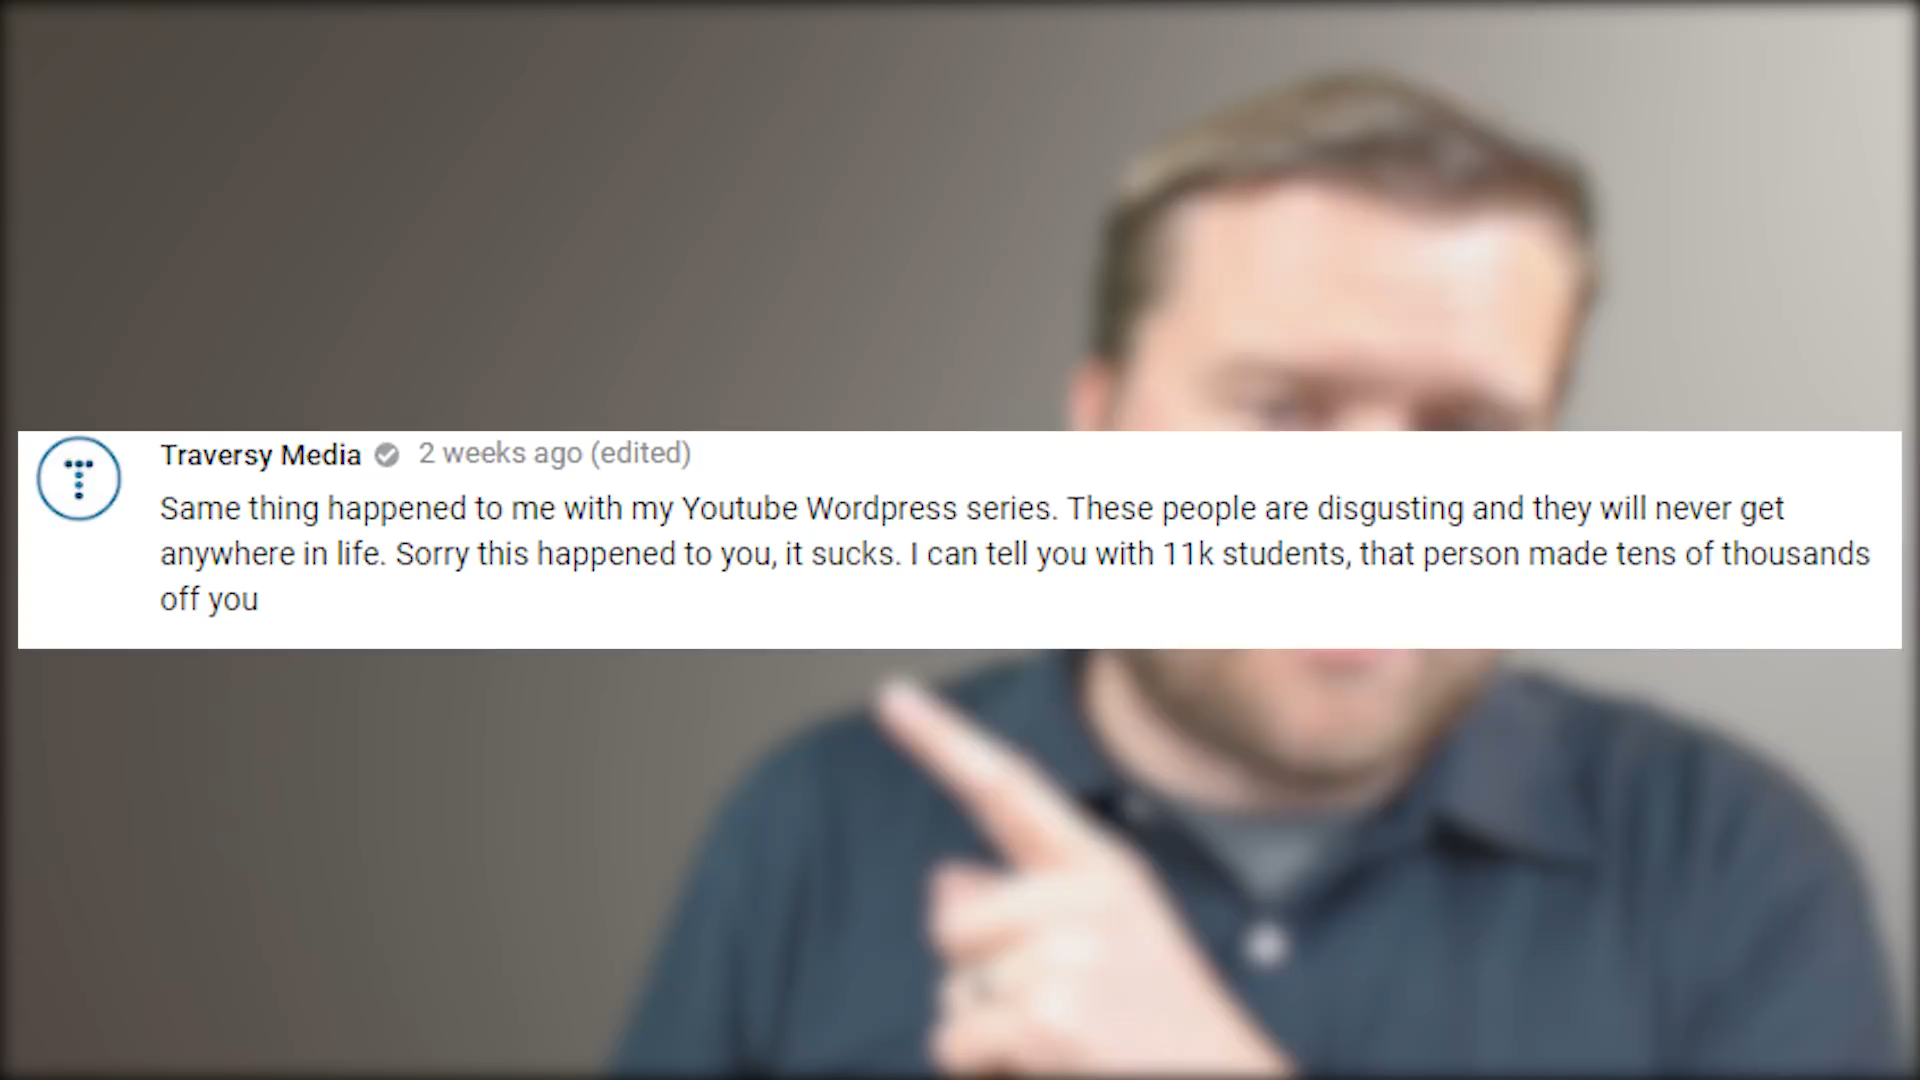 Traversy Media 2 weeks ago (edited)
Same thing happened to me with my Youtube Wordpress series. These people are disgusting and they will never get
anywhere in life. Sorry this happened to you, it sucks. I can tell you with 11k students, that person made tens of thousands
off you